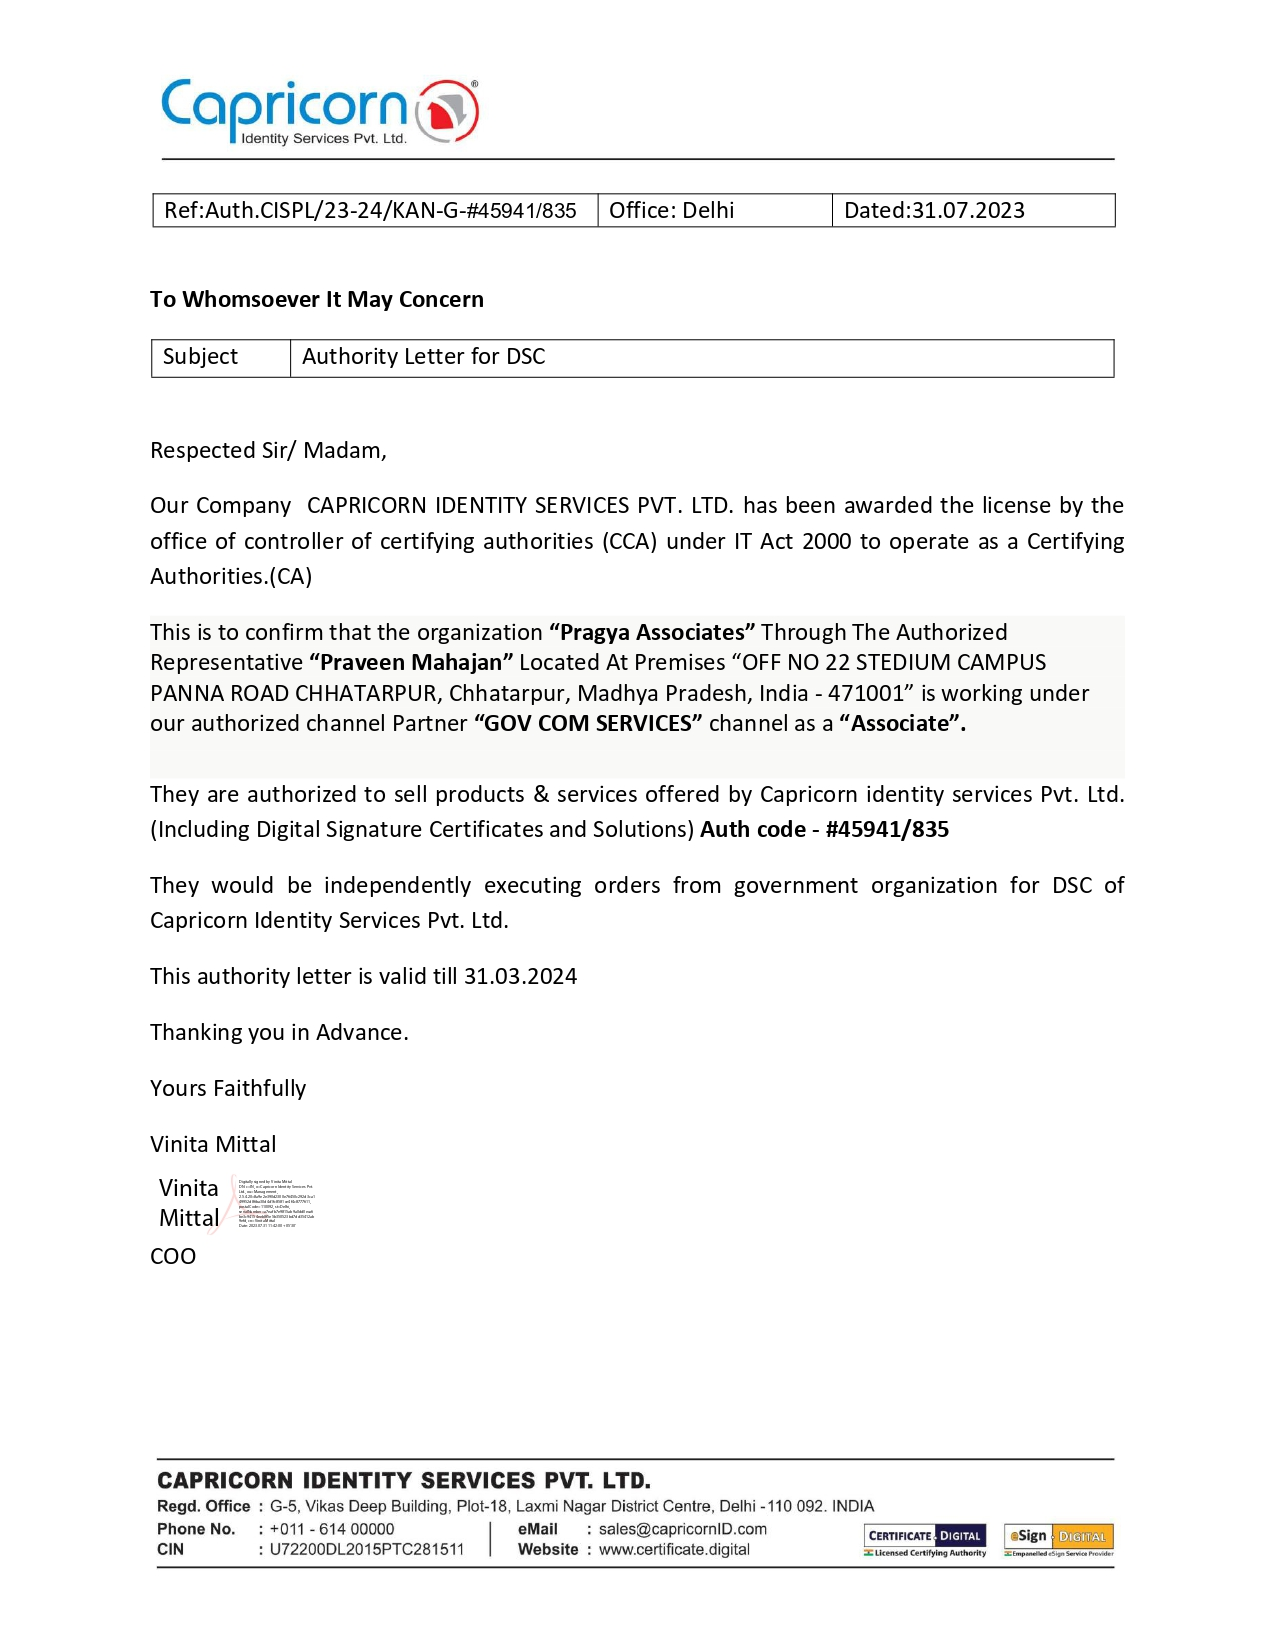 Capricorn ®
Identity Services Pvt. Ltd.
Ref:Auth.CISPL/23-24/KAN-G-#45941/835 Office: Delhi Dated:31.07.2023
To Whomsoever It May Concern
Subject Authority Letter for DSC
Respected Sir/ Madam,
Our Company CAPRICORN IDENTITY SERVICES PVT. LTD. has been awarded the license by the
office of controller of certifying authorities (CCA) under IT Act 2000 to operate as a Certifying
Authorities.(CA)
This is to confirm that the organization “Pragya Associates” Through The Authorized
Representative “Praveen Mahajan” Located At Premises “OFF NO 22 STEDIUM CAMPUS
PANNA ROAD CHHATARPUR, Chhatarpur, Madhya Pradesh, India - 471001” is working under
our authorized channel Partner “GOV COM SERVICES” channel as a “Associate”.
They are authorized to sell products & services offered by Capricorn identity services Pvt. Ltd.
(Including Digital Signature Certificates and Solutions) Auth code - #45941/835
They would be independently executing orders from government organization for DSC of
Capricorn Identity Services Pvt. Ltd.
This authority letter is valid till 31.03.2024
Thanking you in Advance.
Yours Faithfully
Vinita Mittal
Vinita
Mittal
Digitally signed by Vinita Mittal
COO
CAPRICORN IDENTITY SERVICES PVT. LTD.
Regd. Office : G-5, Vikas Deep Building, Plot-18, Laxmi Nagar District Centre, Delhi -110 092. INDIA
Phone No. : +011 - 614 00000 eMail : sales@capricornID.com
CIN : U72200DL2015PTC281511 Website : www.certificate.digital
CERTIFICATE.DIGITAL
Licensed Certifying Authority
eSign.DIGITAL
Empanelled eSign Service Provider